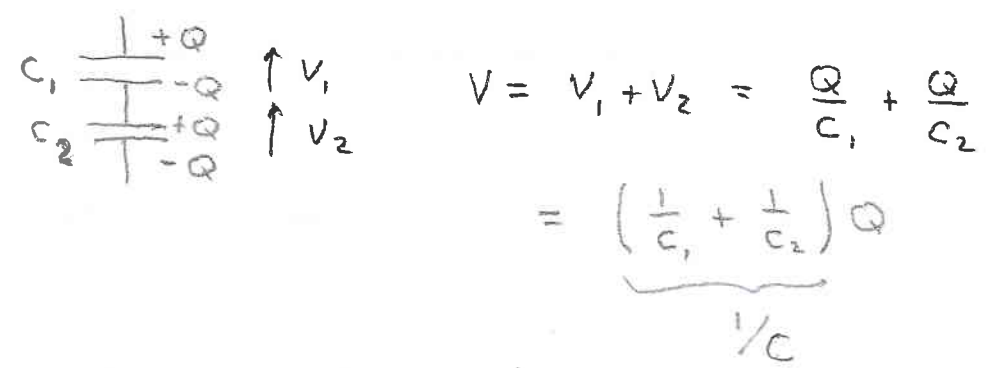 +Q
C₁
-Q
V₁
C₂
+Q
-Q
V₂
V = V₁ + V₂ = Q/C₁ + Q/C₂
= (1/C₁ + 1/C₂) Q
1/C